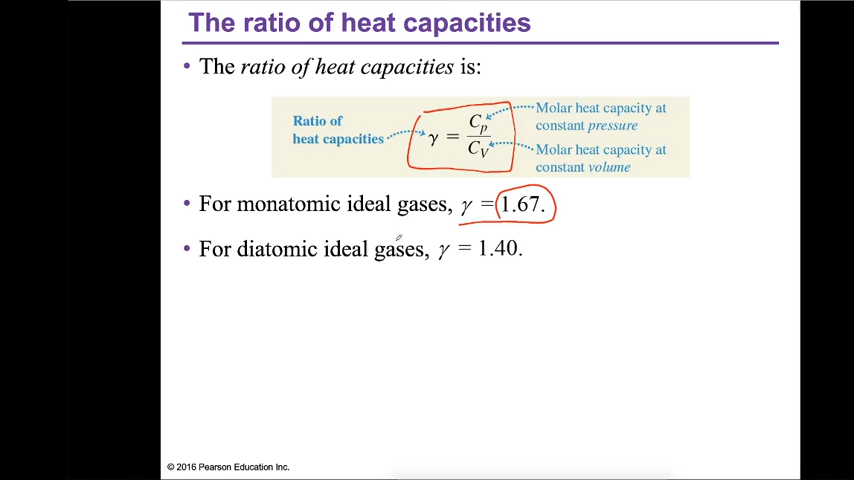 The ratio of heat capacities
• The ratio of heat capacities is:
Ratio of
heat capacities
γ = Cp/CV
Molar heat capacity at
constant pressure
Molar heat capacity at
constant volume
• For monatomic ideal gases, γ = 1.67.
• For diatomic ideal gases, γ = 1.40.
© 2016 Pearson Education Inc.